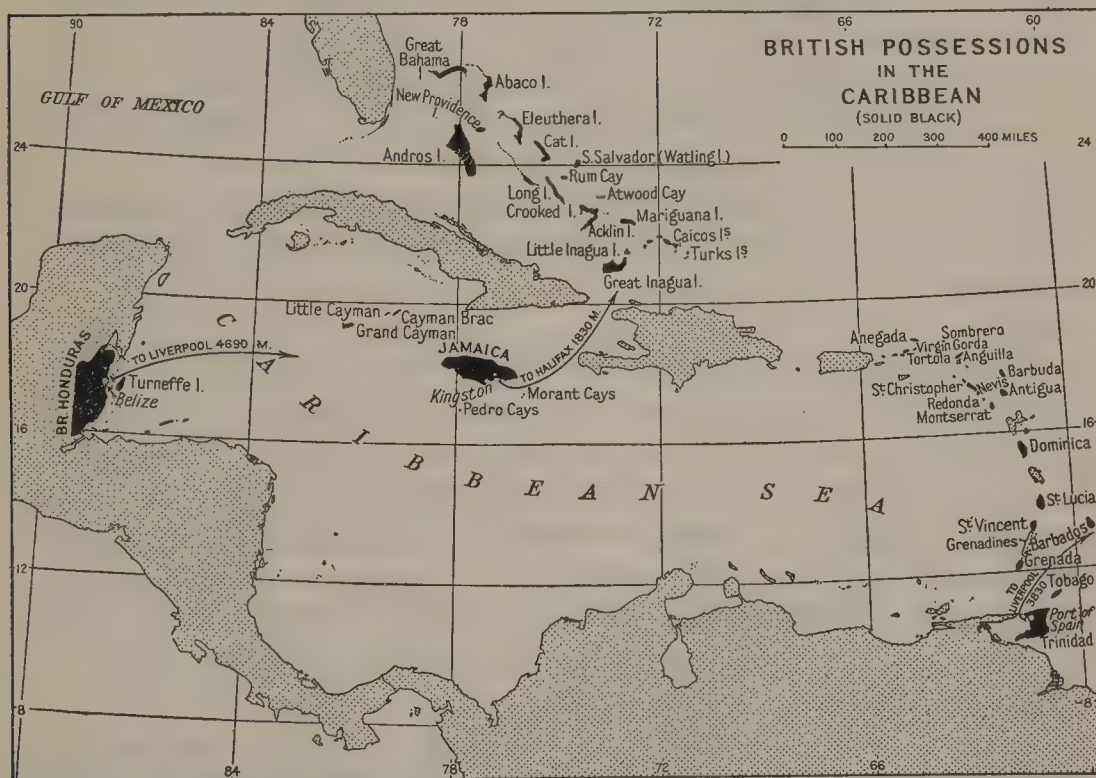 90
84
78
72
66
60
BRITISH POSSESSIONS
IN THE
CARIBBEAN
(SOLID BLACK)
0 100 200 300 400 MILES
24
GULF OF MEXICO
Great
Bahama
I.
Abaco I.
New Providence
I.
Eleuthera I.
Cat I.
Andros I.
S. Salvador (Watling I.)
24
Rum Cay
Long I.
Atwood Cay
Crooked I.
Mariguana I.
Acklin I.
Caicos Is
Little Inagua I.
Turks Is
Great Inagua I.
20
20
Little Cayman
Cayman Brac
Grand Cayman
JAMAICA
TO HALIFAX 1830 M.
Kingston
Morant Cays
Pedro Cays
BR. HONDURAS
TO LIVERPOOL 4690 M.
Turneffe I.
Belize
CARIBBEAN SEA
Anegada
Sombrero
Virgin Gorda
Tortola
Anguilla
St. Christopher
Barbuda
Nevis
Antigua
Redonda
Montserrat
16
16
Dominica
St. Lucia
St. Vincent
Grenadines
Barbados
Grenada
12
12
TO
LIVERPOOL
3830
Tobago
Port of
Spain
Trinidad
8
8
84
78
72
66